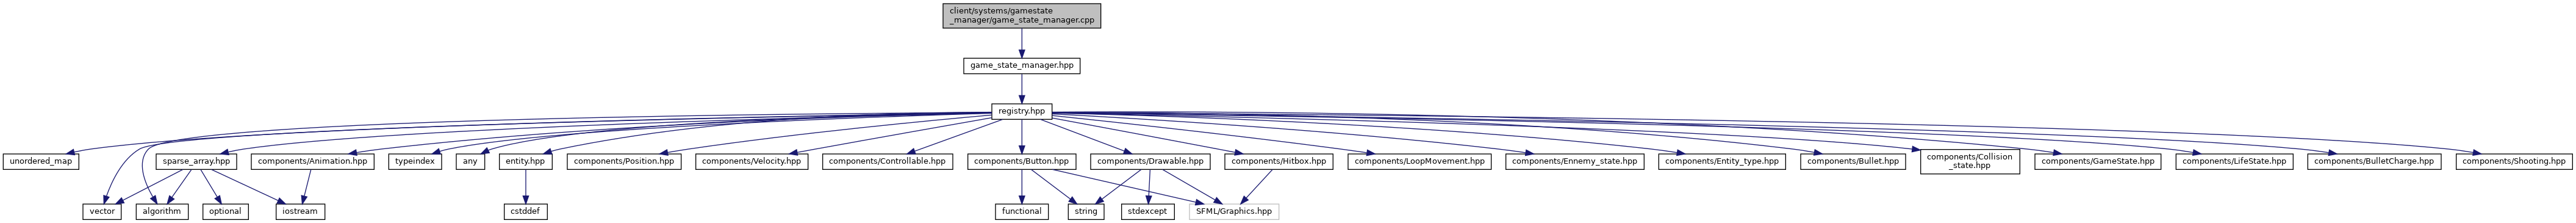 client/systems/gamestate
_manager/game_state_manager.cpp
game_state_manager.hpp
registry.hpp
unordered_map
sparse_array.hpp
components/Animation.hpp
typeindex
any
entity.hpp
components/Position.hpp
components/Velocity.hpp
components/Controllable.hpp
components/Button.hpp
components/Drawable.hpp
components/Hitbox.hpp
components/LoopMovement.hpp
components/Ennemy_state.hpp
components/Entity_type.hpp
components/Bullet.hpp
components/Collision
_state.hpp
components/GameState.hpp
components/LifeState.hpp
components/BulletCharge.hpp
components/Shooting.hpp
vector
algorithm
optional
iostream
cstddef
functional
string
stdexcept
SFML/Graphics.hpp